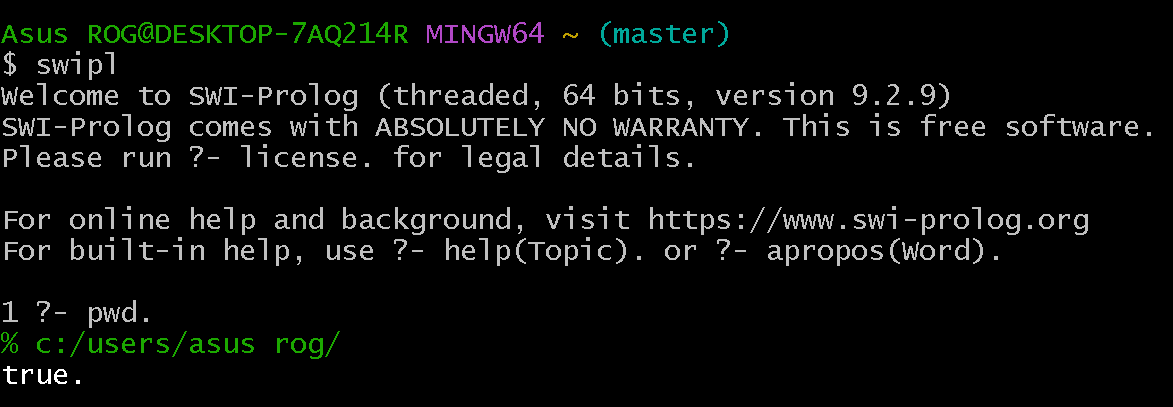 Asus ROG@DESKTOP-7AQ214R MINGW64 ~ (master)
$ swipl
Welcome to SWI-Prolog (threaded, 64 bits, version 9.2.9)
SWI-Prolog comes with ABSOLUTELY NO WARRANTY. This is free software.
Please run ?- license. for legal details.

For online help and background, visit https://www.swi-prolog.org
For built-in help, use ?- help(Topic). or ?- apropos(Word).

1 ?- pwd.
% c:/users/asus rog/
true.